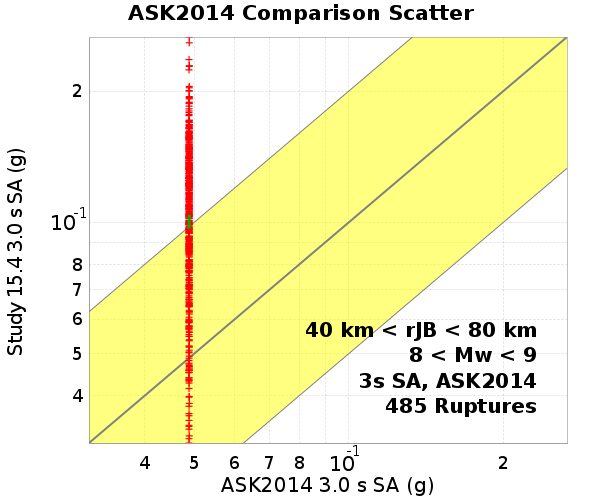 ASK2014 Comparison Scatter
Study 15.4 3.0 s SA (g)
2
10-1
8
7
6
5
4
40 km < rJB < 80 km
8 < Mw < 9
3s SA, ASK2014
485 Ruptures
4 5 6 7 8 10-1 2
ASK2014 3.0 s SA (g)